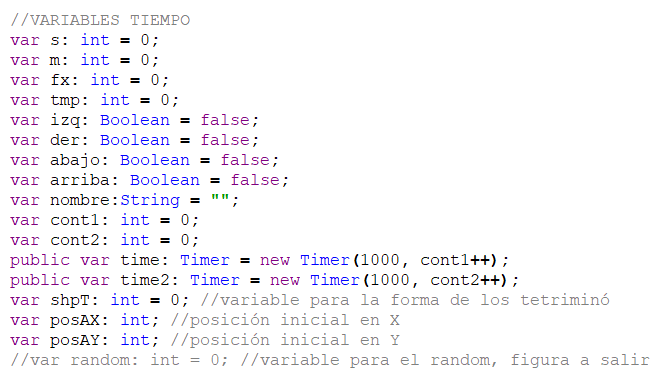 //VARIABLES TIEMPO
var s: int = 0;
var m: int = 0;
var fx: int = 0;
var tmp: int = 0;
var izq: Boolean = false;
var der: Boolean = false;
var abajo: Boolean = false;
var arriba: Boolean = false;
var nombre:String = "";
var cont1: int = 0;
var cont2: int = 0;
public var time: Timer = new Timer(1000, cont1++);
public var time2: Timer = new Timer(1000, cont2++);
var shpT: int = 0; //variable para la forma de los tetriminó
var posAX: int; //posición inicial en X
var posAY: int; //posición inicial en Y
//var random: int = 0; //variable para el random, figura a salir